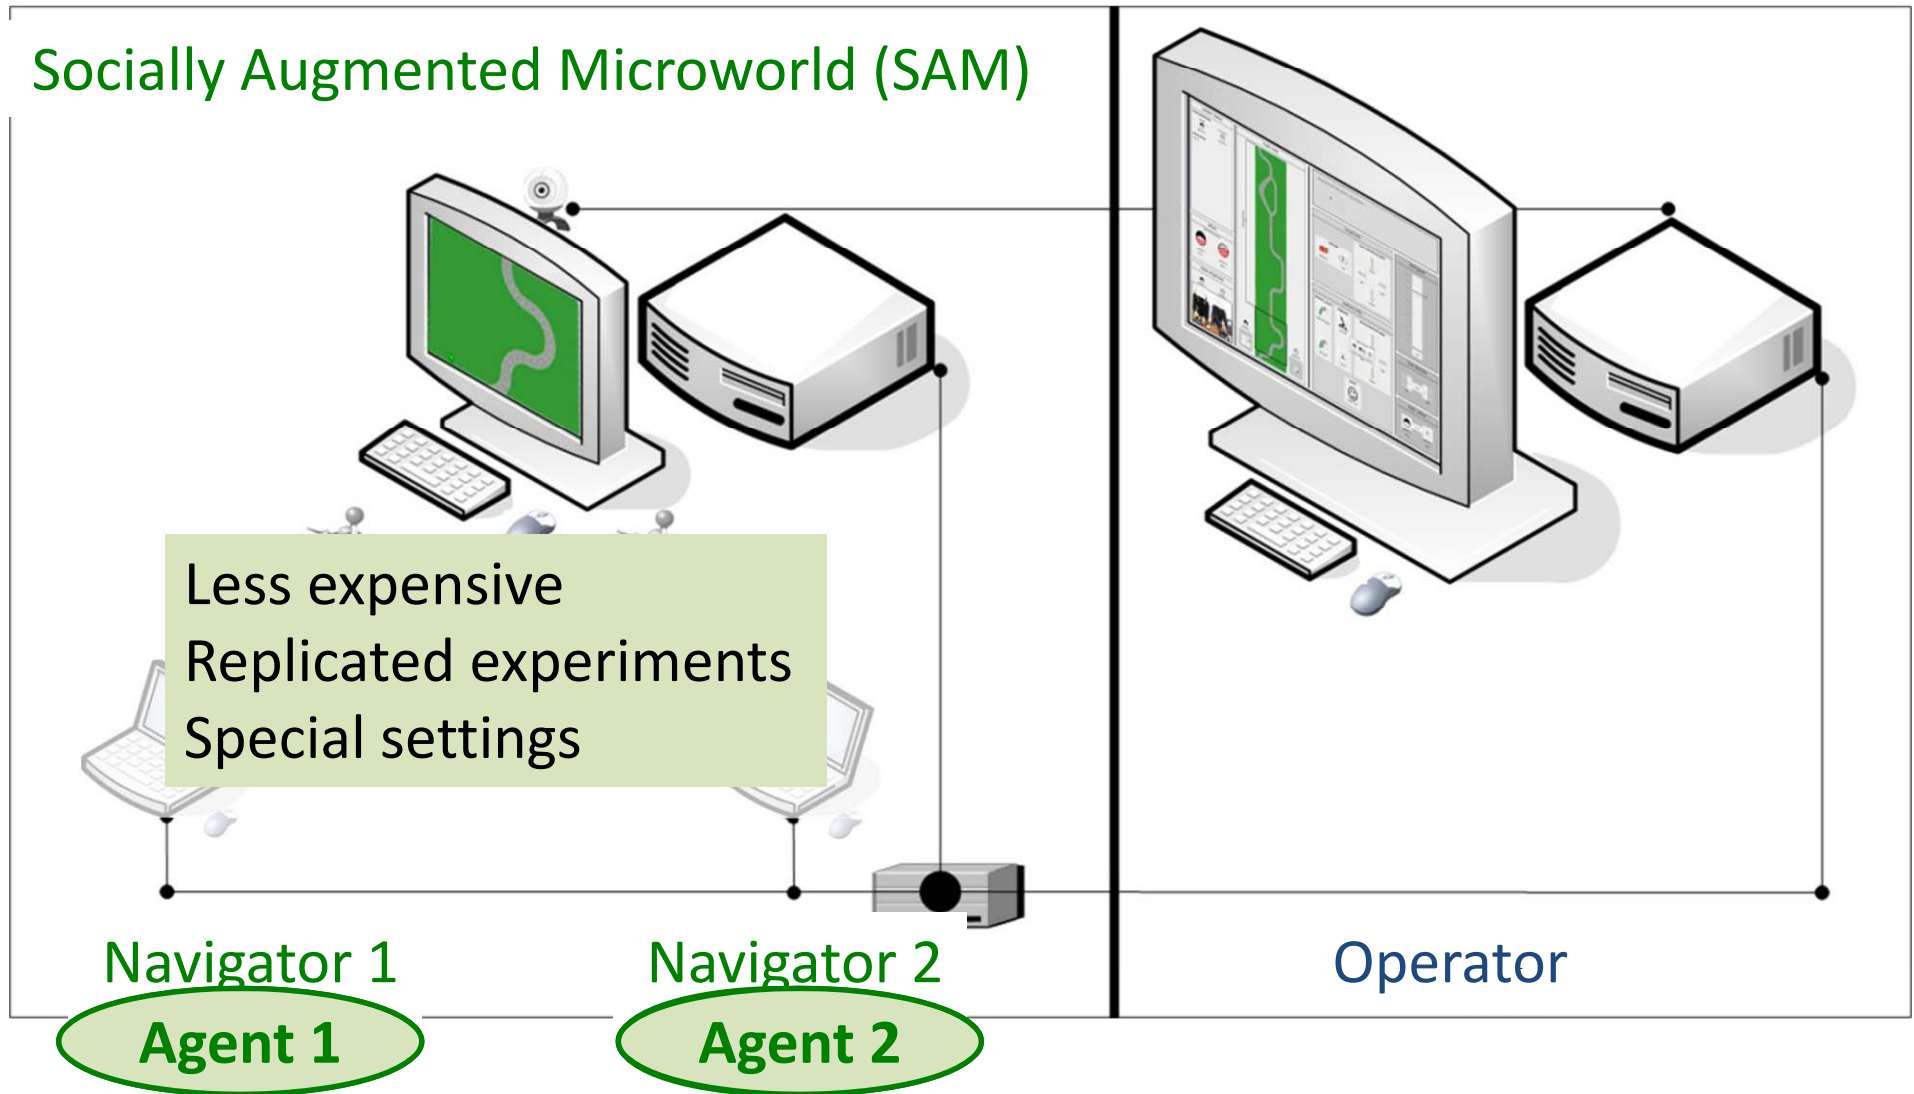 Socially Augmented Microworld (SAM)
Less expensive
Replicated experiments
Special settings
Navigator 1
Navigator 2
Operator
Agent 1
Agent 2